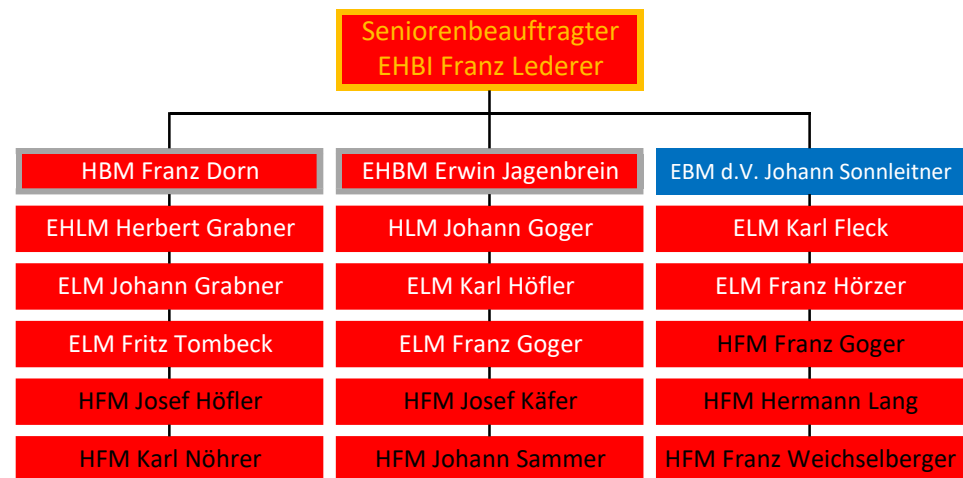 Seniorenbeauftragter
EHBI Franz Lederer
HBM Franz Dorn
EHBM Erwin Jagenbrein
EBM d.V. Johann Sonnleitner
EHLM Herbert Grabner
HLM Johann Goger
ELM Karl Fleck
ELM Johann Grabner
ELM Karl Höfler
ELM Franz Hörzer
ELM Fritz Tombeck
ELM Franz Goger
HFM Franz Goger
HFM Josef Höfler
HFM Josef Käfer
HFM Hermann Lang
HFM Karl Nöhrer
HFM Johann Sammer
HFM Franz Weichselberger